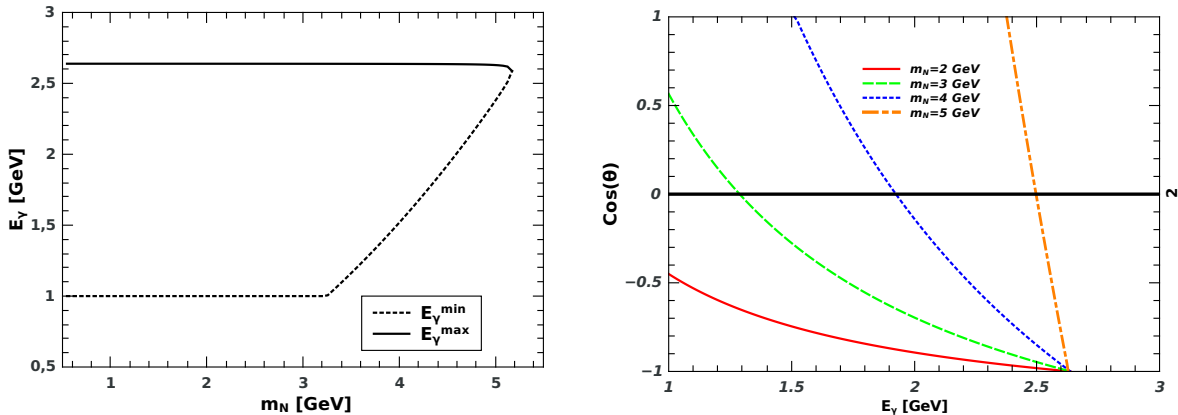 3
2,5
2
1,5
1
0,5
1
2
3
4
5
E_γ [GeV]
m_N [GeV]
E_γ^min
E_γ^max
1
0.5
0
−0.5
−1
1
1.5
2
2.5
3
Cos(θ)
E_γ [GeV]
m_N=2 GeV
m_N=3 GeV
m_N=4 GeV
m_N=5 GeV
2